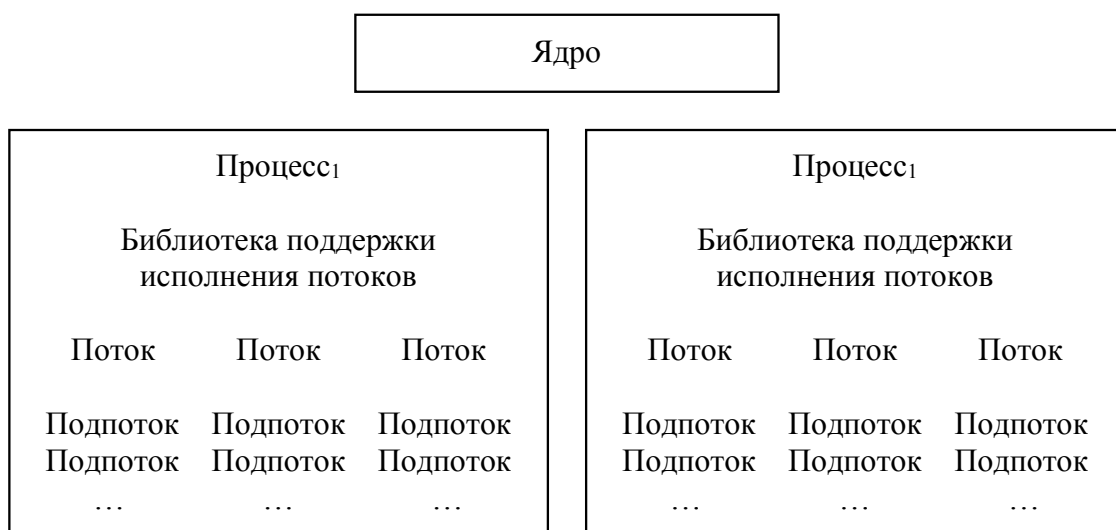 Ядро
Процесс₁
Библиотека поддержки
исполнения потоков
Поток Поток Поток
Подпоток Подпоток Подпоток
Подпоток Подпоток Подпоток
… … …
Процесс₁
Библиотека поддержки
исполнения потоков
Поток Поток Поток
Подпоток Подпоток Подпоток
Подпоток Подпоток Подпоток
… … …